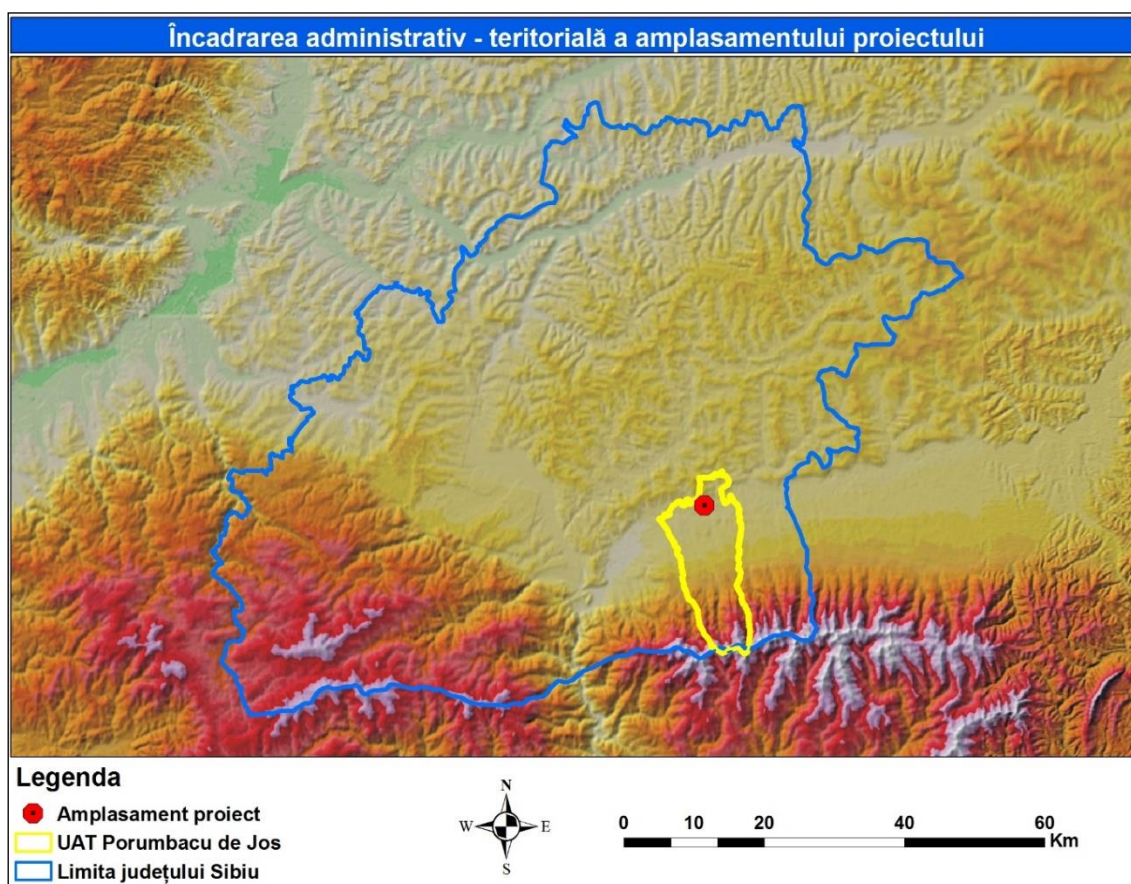 Încadrarea administrativ - teritorială a amplasamentului proiectului
Legenda
Amplasament proiect
UAT Porumbacu de Jos
Limita județului Sibiu
N
W E
S
0 10 20 40 60
Km